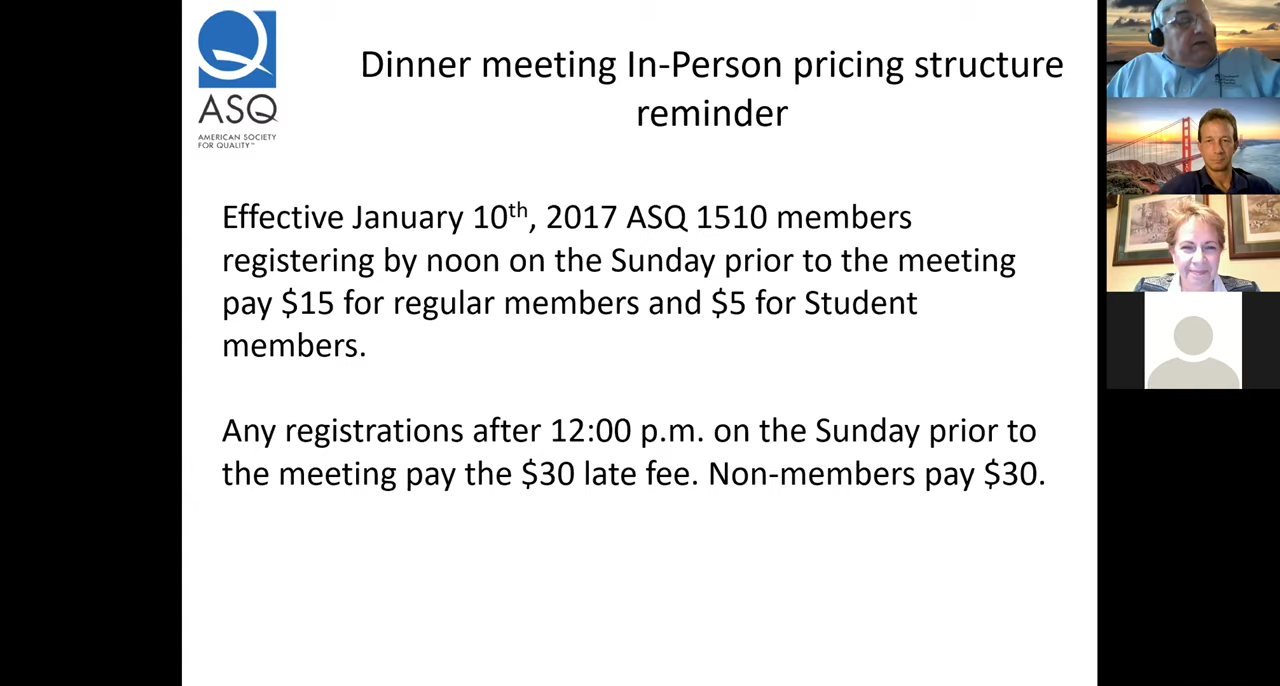 ASQ
AMERICAN SOCIETY
FOR QUALITY™
Dinner meeting In-Person pricing structure
reminder
Effective January 10th, 2017 ASQ 1510 members
registering by noon on the Sunday prior to the meeting
pay $15 for regular members and $5 for Student
members.
Any registrations after 12:00 p.m. on the Sunday prior to
the meeting pay the $30 late fee. Non-members pay $30.